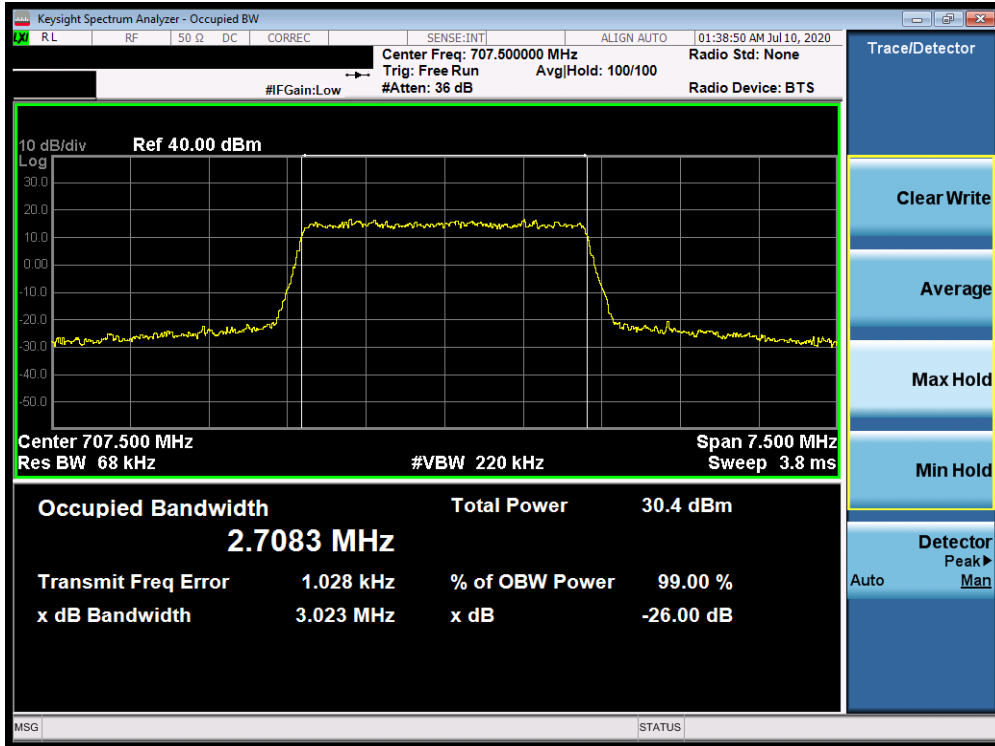 Keysight Spectrum Analyzer - Occupied BW
LXI RL RF 50 Ω DC CORREC SENSE:INT ALIGN AUTO 01:38:50 AM Jul 10, 2020
Center Freq: 707.500000 MHz Radio Std: None
Trig: Free Run Avg|Hold: 100/100
#IFGain:Low #Atten: 36 dB Radio Device: BTS
10 dB/div Ref 40.00 dBm
Log
30.0
20.0
10.0
0.00
-10.0
-20.0
-30.0
-40.0
-50.0
Center 707.500 MHz Span 7.500 MHz
Res BW 68 kHz #VBW 220 kHz Sweep 3.8 ms
Occupied Bandwidth Total Power 30.4 dBm
2.7083 MHz
Transmit Freq Error 1.028 kHz % of OBW Power 99.00 %
x dB Bandwidth 3.023 MHz x dB -26.00 dB
MSG STATUS
Trace/Detector
Clear Write
Average
Max Hold
Min Hold
Detector
Peak▶
Auto Man